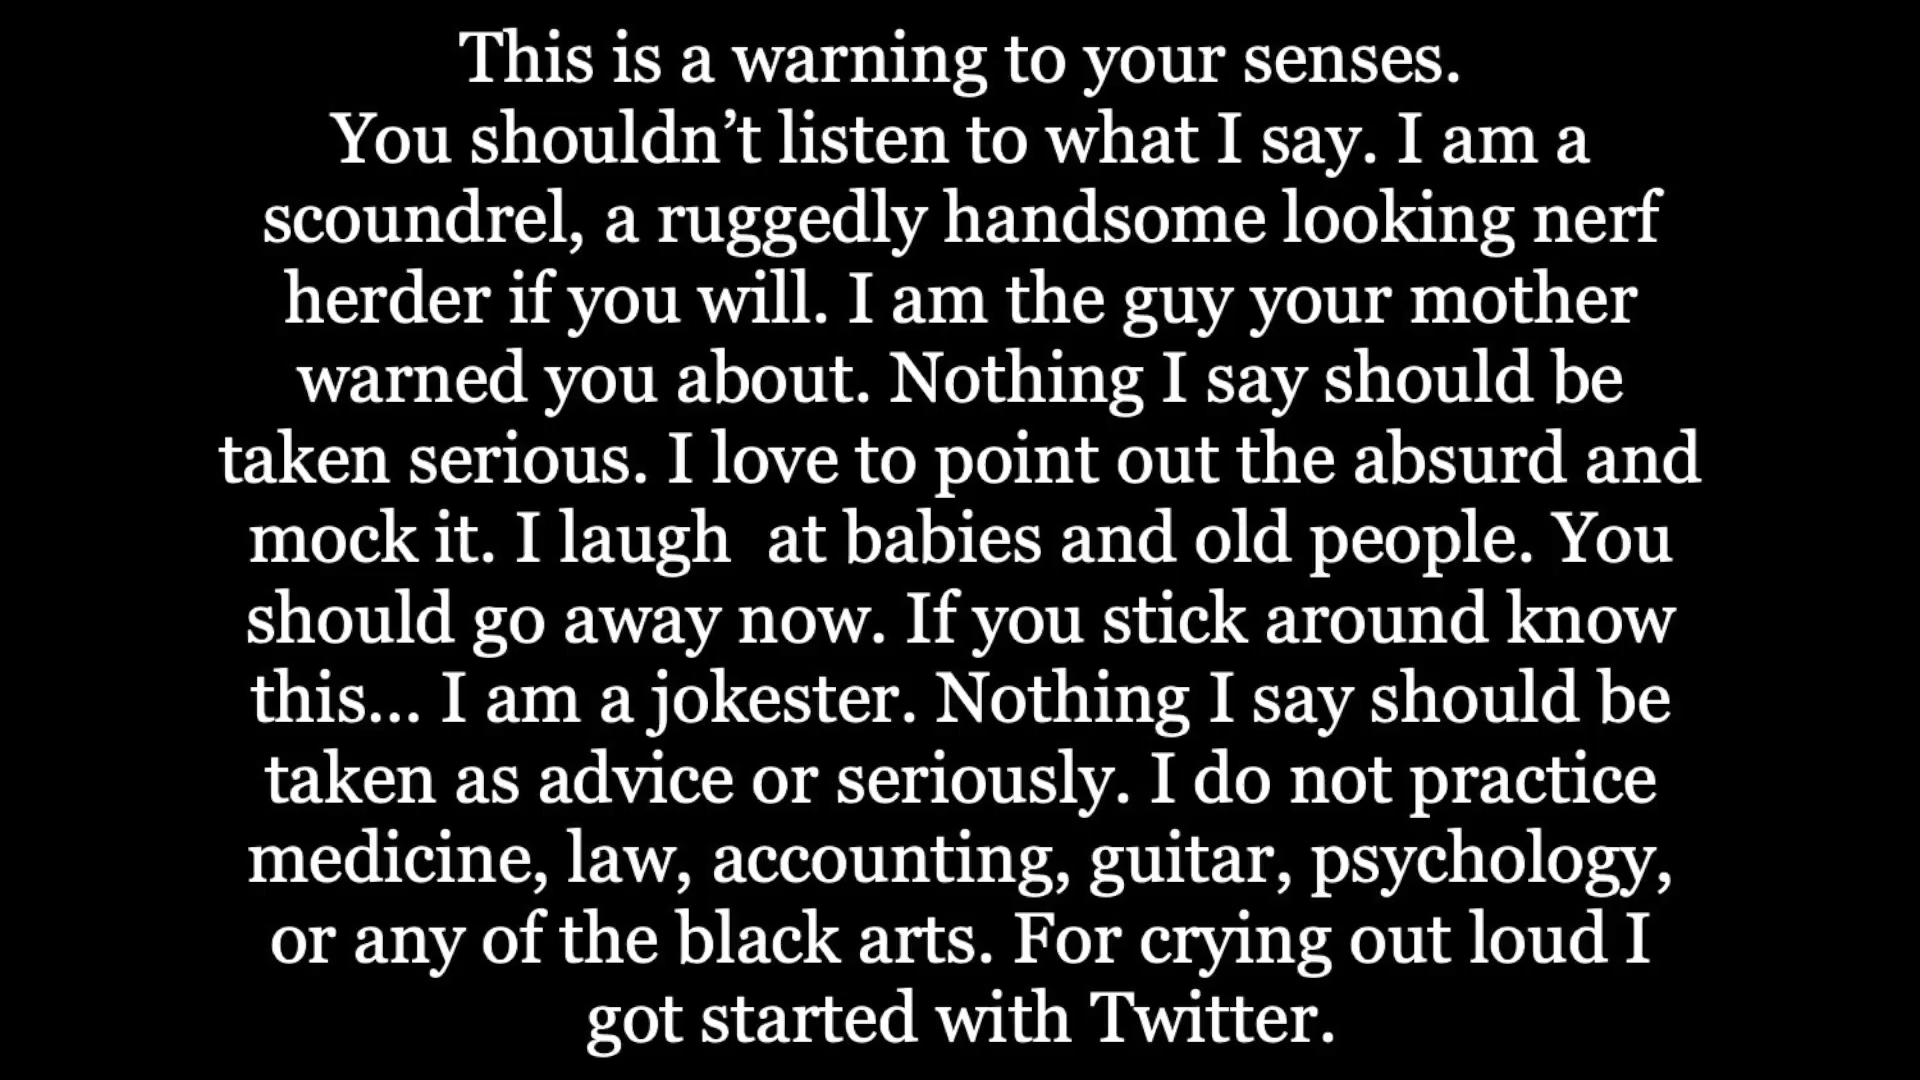 This is a warning to your senses.
You shouldn’t listen to what I say. I am a
scoundrel, a ruggedly handsome looking nerf
herder if you will. I am the guy your mother
warned you about. Nothing I say should be
taken serious. I love to point out the absurd and
mock it. I laugh  at babies and old people. You
should go away now. If you stick around know
this... I am a jokester. Nothing I say should be
taken as advice or seriously. I do not practice
medicine, law, accounting, guitar, psychology,
or any of the black arts. For crying out loud I
got started with Twitter.